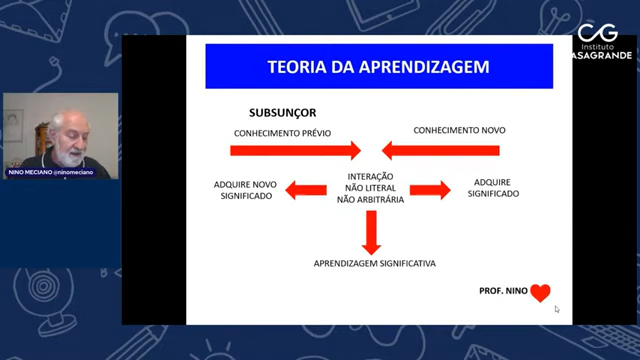 CG
Instituto
ASAGRANDE
TEORIA DA APRENDIZAGEM
SUBSUNÇOR
CONHECIMENTO PRÉVIO
CONHECIMENTO NOVO
INTERAÇÃO
NÃO LITERAL
NÃO ARBITRÁRIA
ADQUIRE NOVO
SIGNIFICADO
ADQUIRE
SIGNIFICADO
APRENDIZAGEM SIGNIFICATIVA
NINO MECIANO @ninomeciano
PROF. NINO